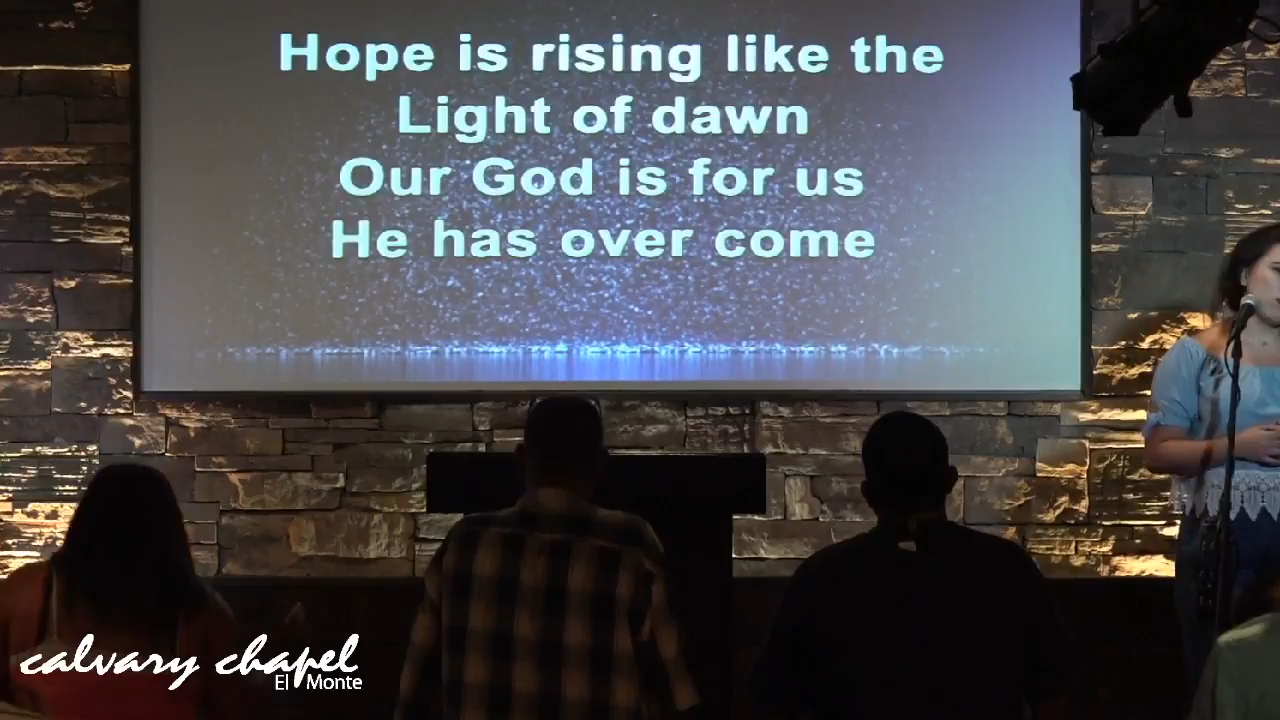 Hope is rising like the
Light of dawn
Our God is for us
He has over come
calvary chapel
El Monte